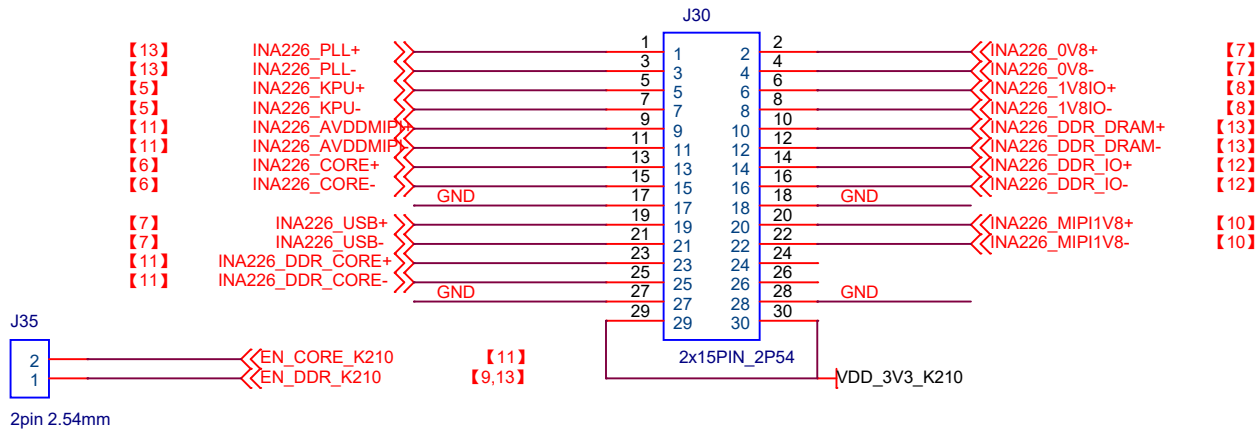 J30
【13】 INA226_PLL+ 1 1 2 2 INA226_0V8+ 【7】
【13】 INA226_PLL- 3 3 4 4 INA226_0V8- 【7】
【5】 INA226_KPU+ 5 5 6 6 INA226_1V8IO+ 【8】
【5】 INA226_KPU- 7 7 8 8 INA226_1V8IO- 【8】
【11】 INA226_AVDDMIPI+ 9 9 10 10 INA226_DDR_DRAM+ 【13】
【11】 INA226_AVDDMIPI- 11 11 12 12 INA226_DDR_DRAM- 【13】
【6】 INA226_CORE+ 13 13 14 14 INA226_DDR_IO+ 【12】
【6】 INA226_CORE- 15 15 16 16 INA226_DDR_IO- 【12】
GND 17 17 18 18 GND
【7】 INA226_USB+ 19 19 20 20 INA226_MIPI1V8+ 【10】
【7】 INA226_USB- 21 21 22 22 INA226_MIPI1V8- 【10】
【11】 INA226_DDR_CORE+ 23 23 24 24
【11】 INA226_DDR_CORE- 25 25 26 26
GND 27 27 28 28 GND
29 29 30 30
2x15PIN_2P54
VDD_3V3_K210
J35
2 EN_CORE_K210 【11】
1 EN_DDR_K210 【9,13】
2pin 2.54mm